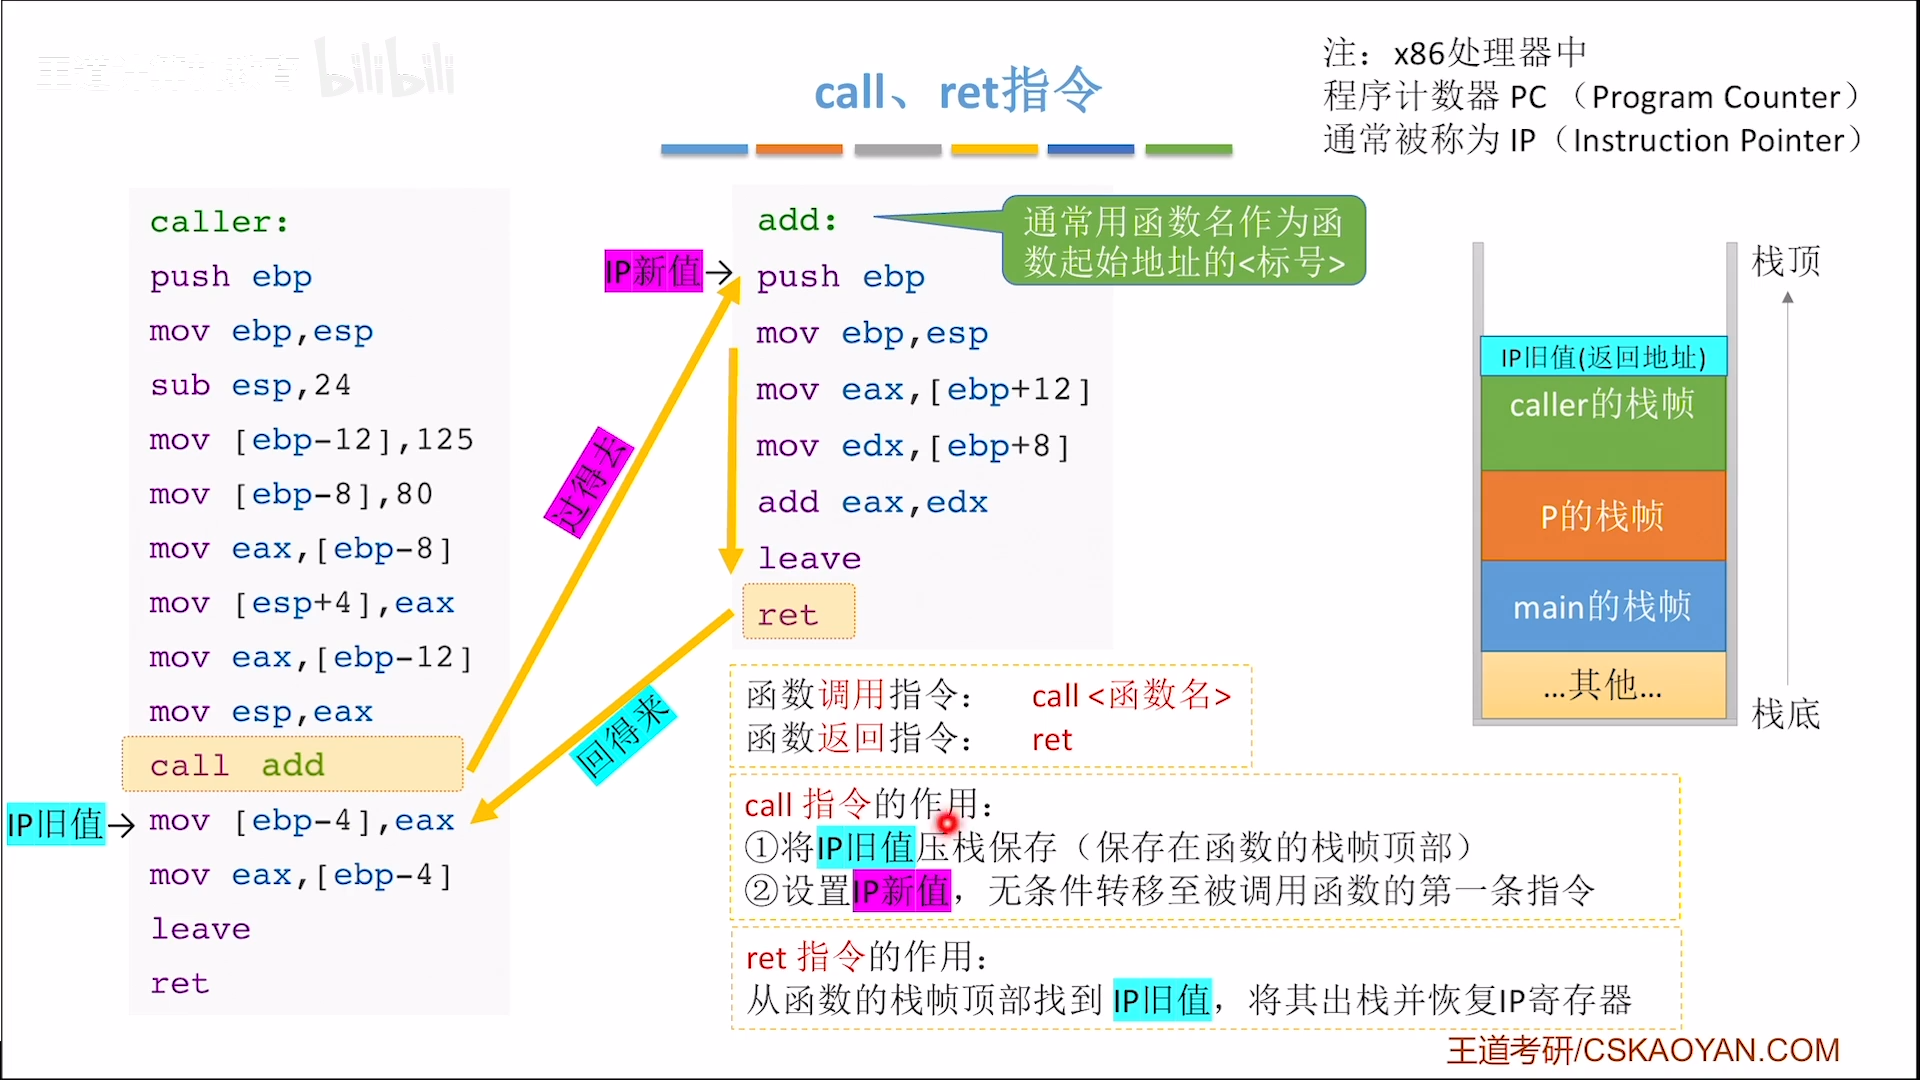 bilibili
call、ret指令
注：x86处理器中
程序计数器 PC （Program Counter）
通常被称为 IP（Instruction Pointer）
caller:
push ebp
mov ebp,esp
sub esp,24
mov [ebp-12],125
mov [ebp-8],80
mov eax,[ebp-8]
mov [esp+4],eax
mov eax,[ebp-12]
mov esp,eax
call add
IP旧值→
mov [ebp-4],eax
mov eax,[ebp-4]
leave
ret
过得去
回得来
IP新值→
add:
push ebp
mov ebp,esp
mov eax,[ebp+12]
mov edx,[ebp+8]
add eax,edx
leave
ret
通常用函数名作为函
数起始地址的<标号>
函数调用指令： call <函数名>
函数返回指令： ret
call 指令的作用：
①将IP旧值压栈保存（保存在函数的栈帧顶部）
②设置IP新值，无条件转移至被调用函数的第一条指令
ret 指令的作用：
从函数的栈帧顶部找到 IP旧值，将其出栈并恢复IP寄存器
栈顶
IP旧值(返回地址)
caller的栈帧
P的栈帧
main的栈帧
...其他...
栈底
王道考研/CSKAOYAN.COM